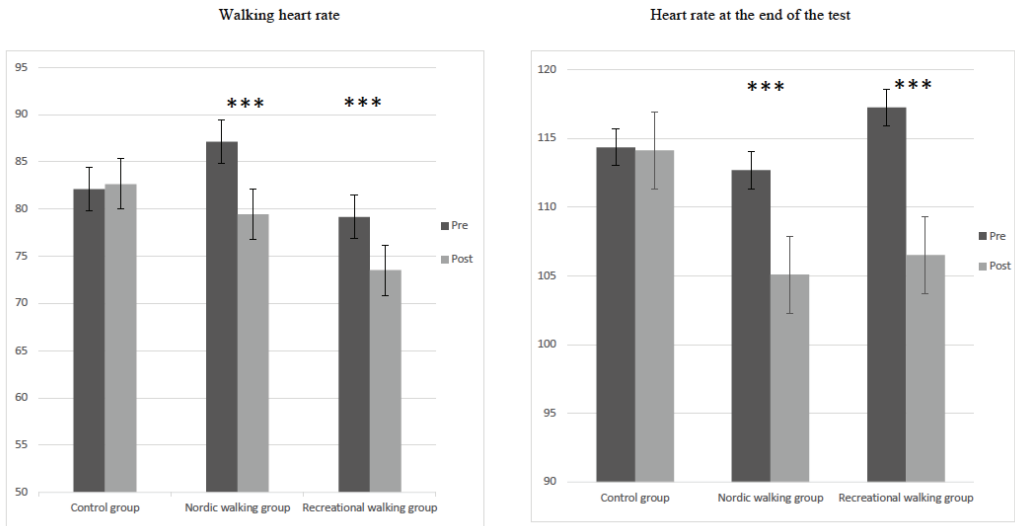 Walking heart rate
95
90
85
80
75
70
65
60
55
50
***
***
Pre
Post
Control group
Nordic walking group
Recreational walking group
Heart rate at the end of the test
120
115
110
105
100
95
90
***
***
Pre
Post
Control group
Nordic walking group
Recreational walking group